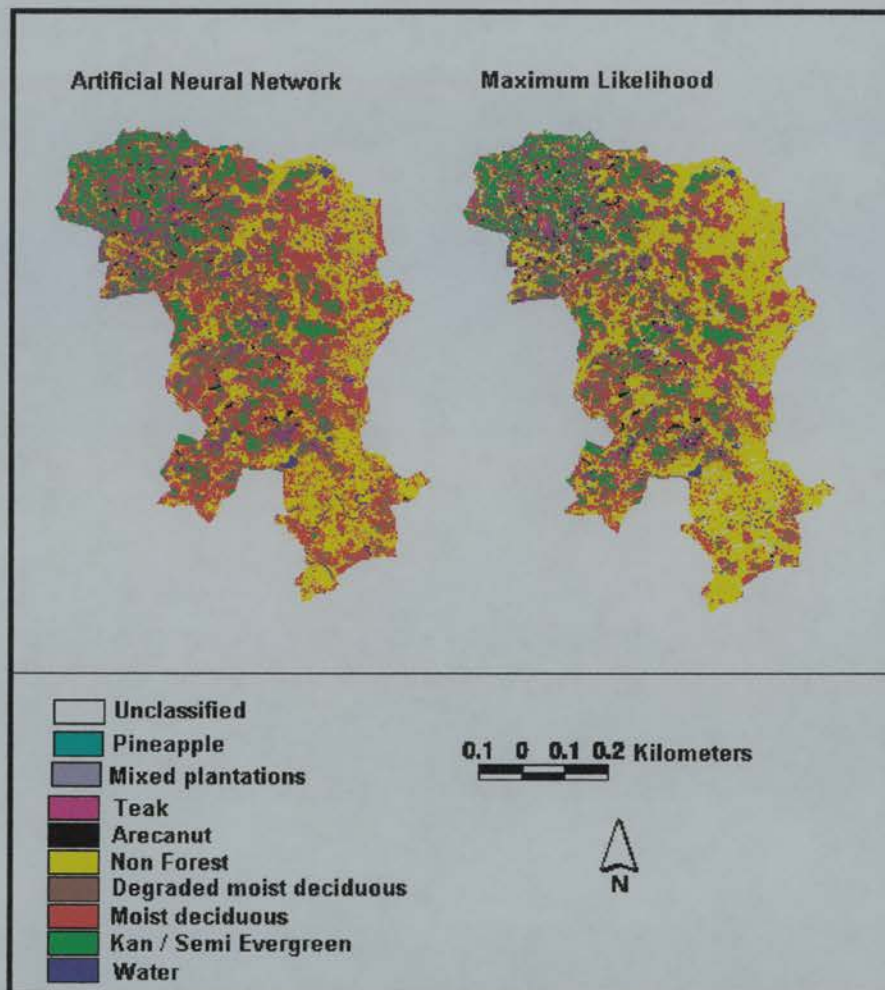 Artificial Neural Network
Maximum Likelihood
Unclassified
Pineapple
Mixed plantations
Teak
Arecanut
Non Forest
Degraded moist deciduous
Moist deciduous
Kan / Semi Evergreen
Water
0.1 0 0.1 0.2 Kilometers
N